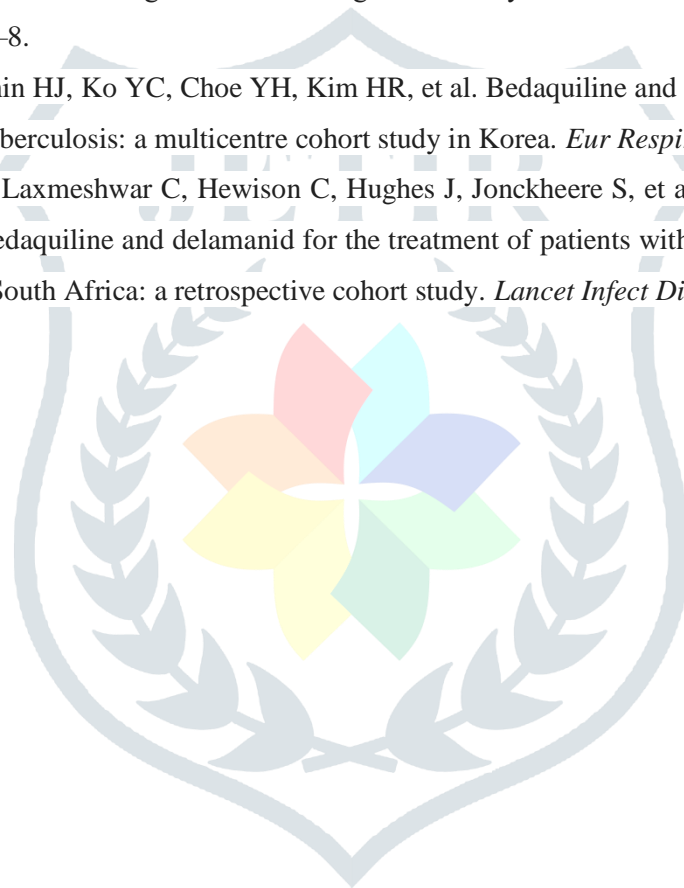 –8.
in HJ, Ko YC, Choe YH, Kim HR, et al. Bedaquiline and
berculosis: a multicentre cohort study in Korea. Eur Respi
Laxmeshwar C, Hewison C, Hughes J, Jonckheere S, et a
edaquiline and delamanid for the treatment of patients with
South Africa: a retrospective cohort study. Lancet Infect Di